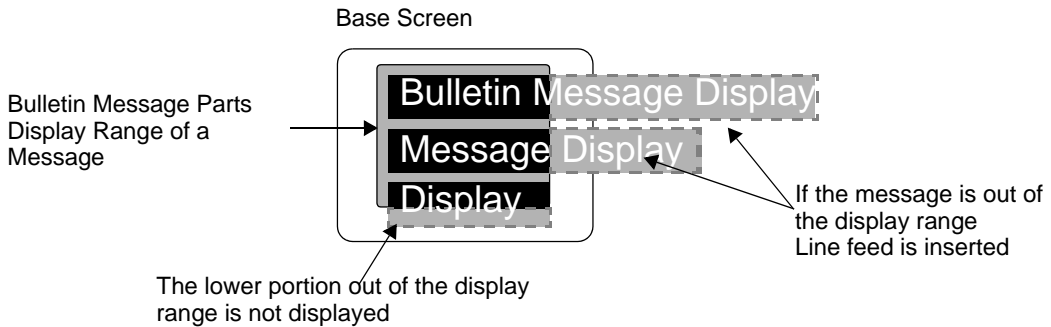 Base Screen
Bulletin Message Parts
Display Range of a
Message
Bulletin Message Display
Message Display
Display
If the message is out of
the display range
Line feed is inserted
The lower portion out of the display
range is not displayed